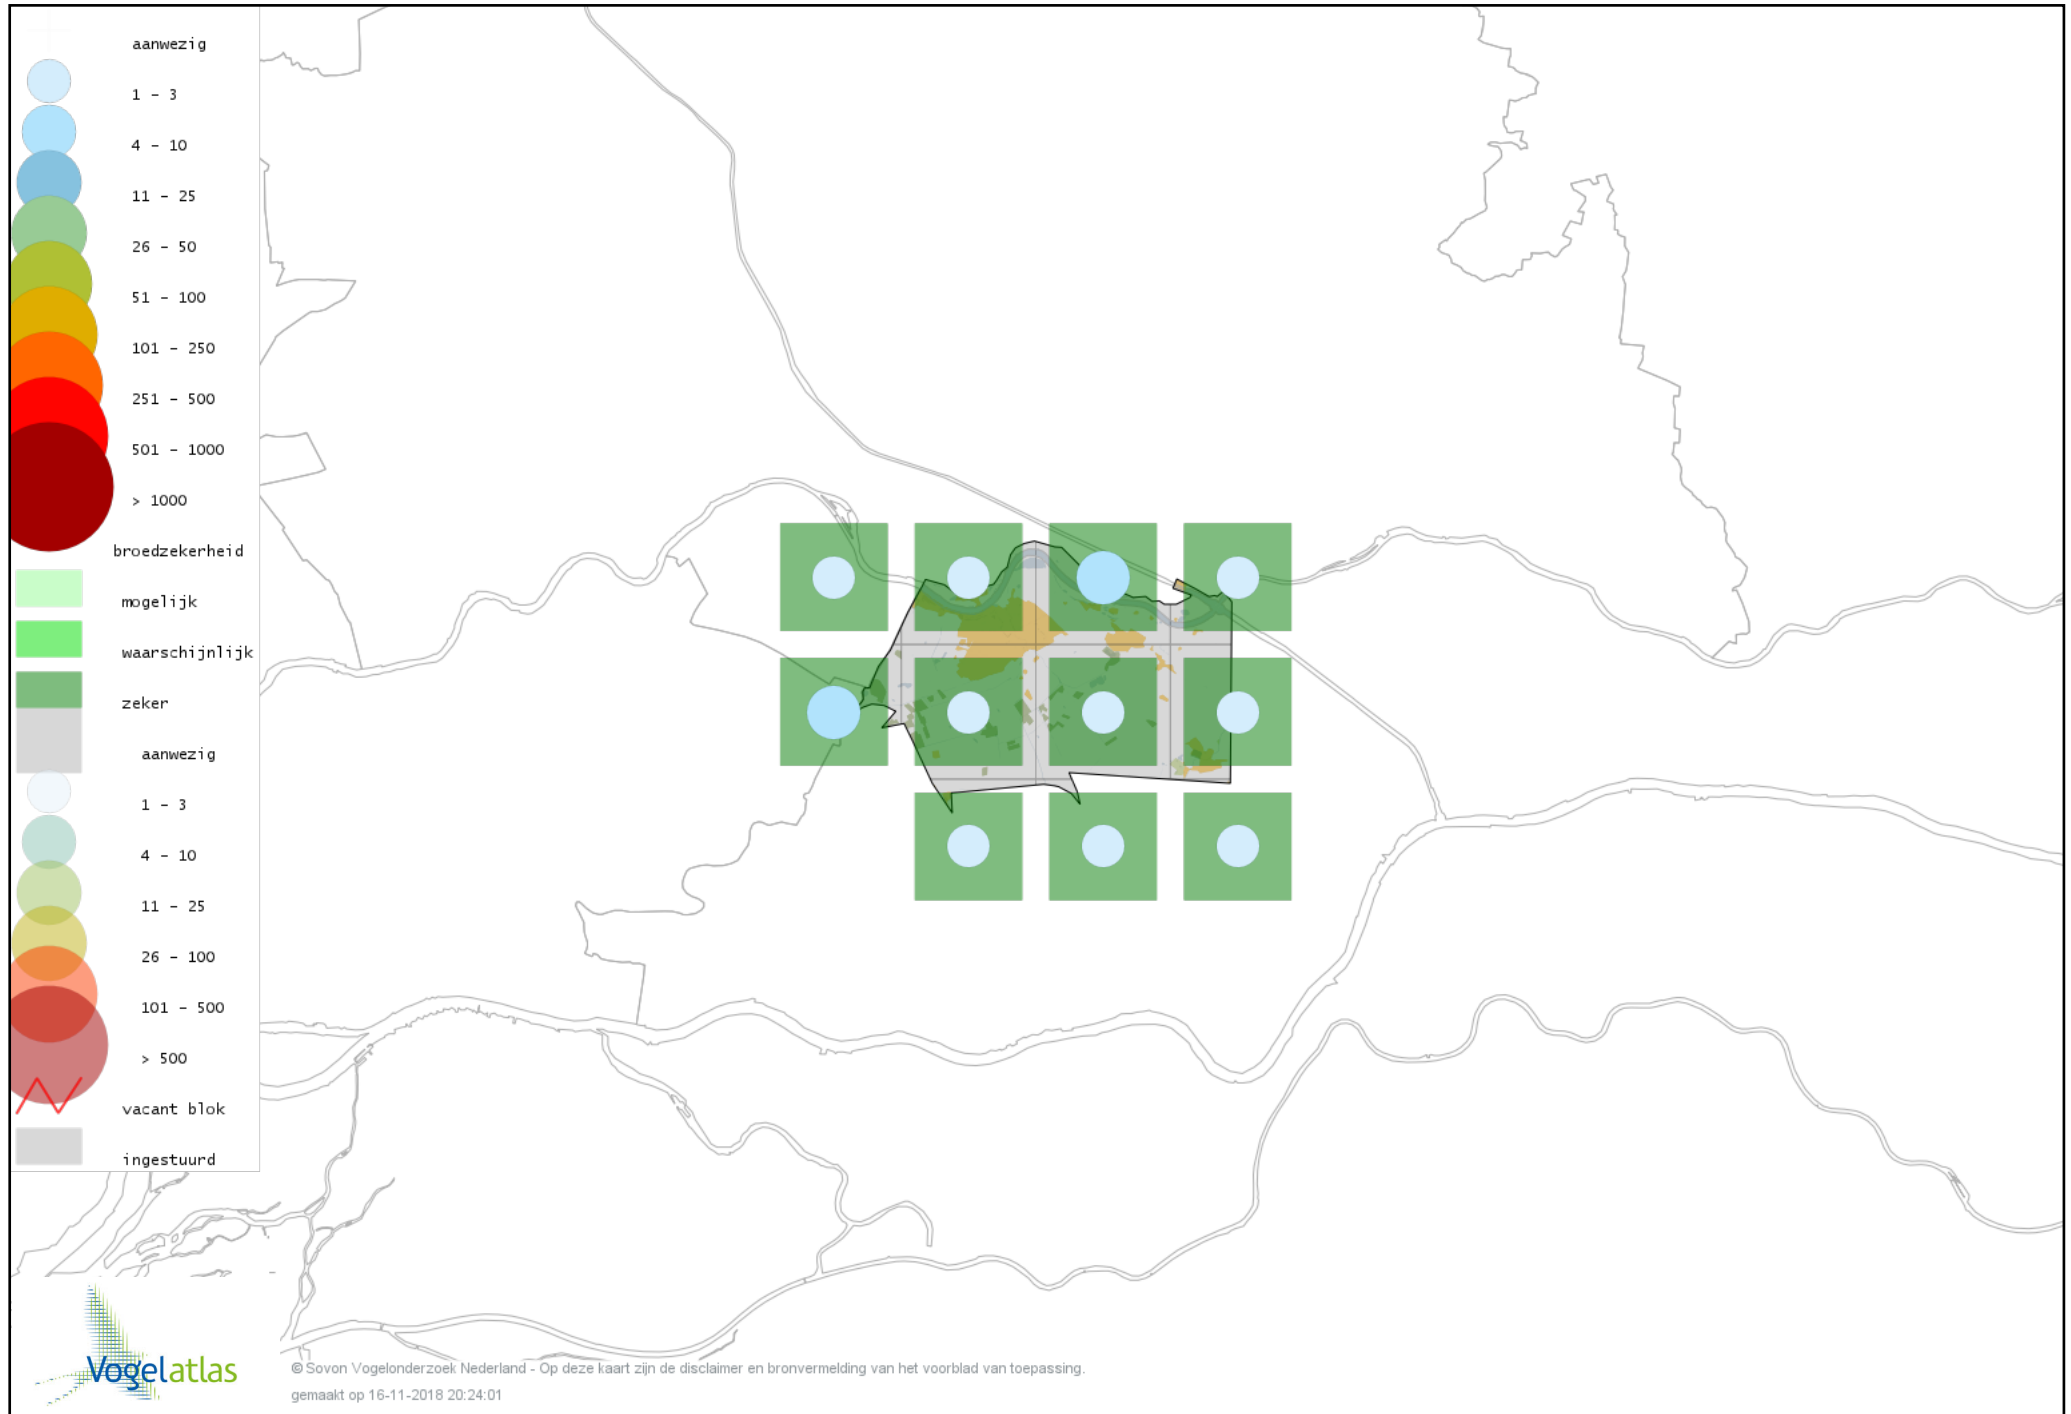 aanwezig
1 - 3
4 - 10
11 - 25
26 - 50
51 - 100
101 - 250
251 - 500
501 - 1000
> 1000
broedzekerheid
mogelijk
waarschijnlijk
zeker
aanwezig
1 - 3
4 - 10
11 - 25
26 - 100
101 - 500
> 500
vacant blok
ingestuurd
Vogelatlas
© Sovon Vogelonderzoek Nederland - Op deze kaart zijn de disclaimer en bronvermelding van het voorblad van toepassing.
gemaakt op 16-11-2018 20:24:01